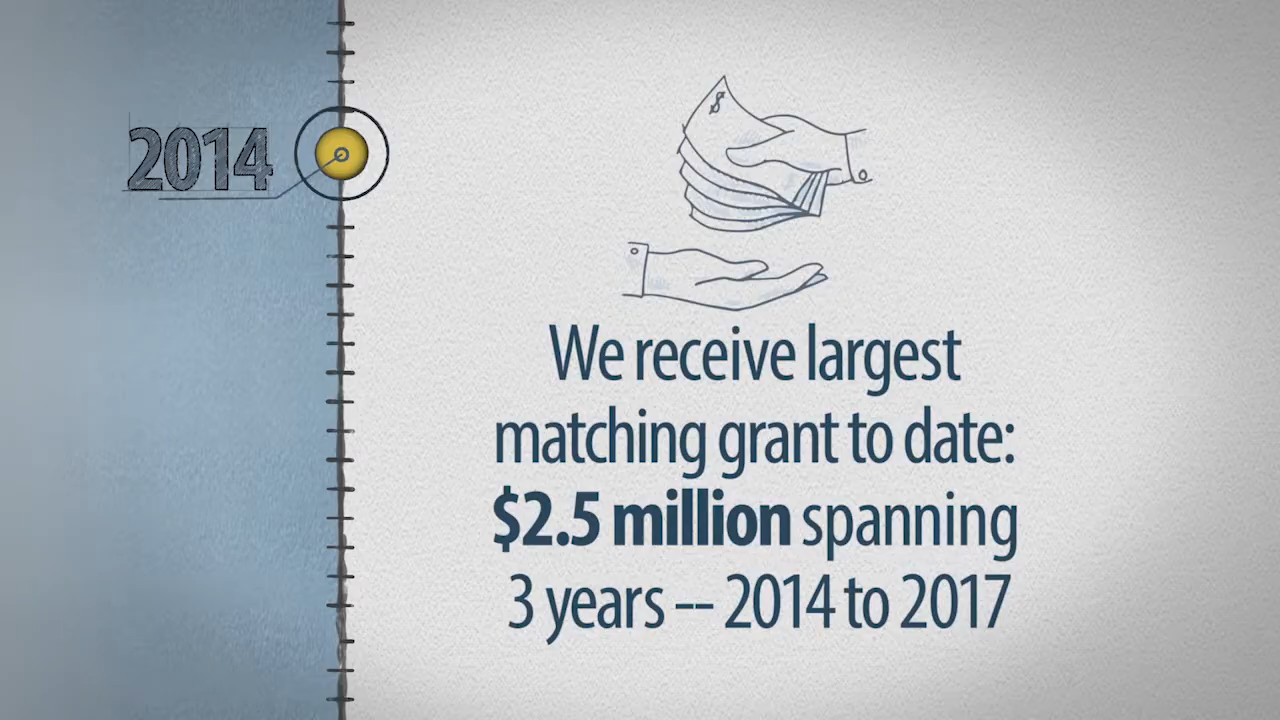 2014
$
We receive largest
matching grant to date:
$2.5 million spanning
3 years -- 2014 to 2017